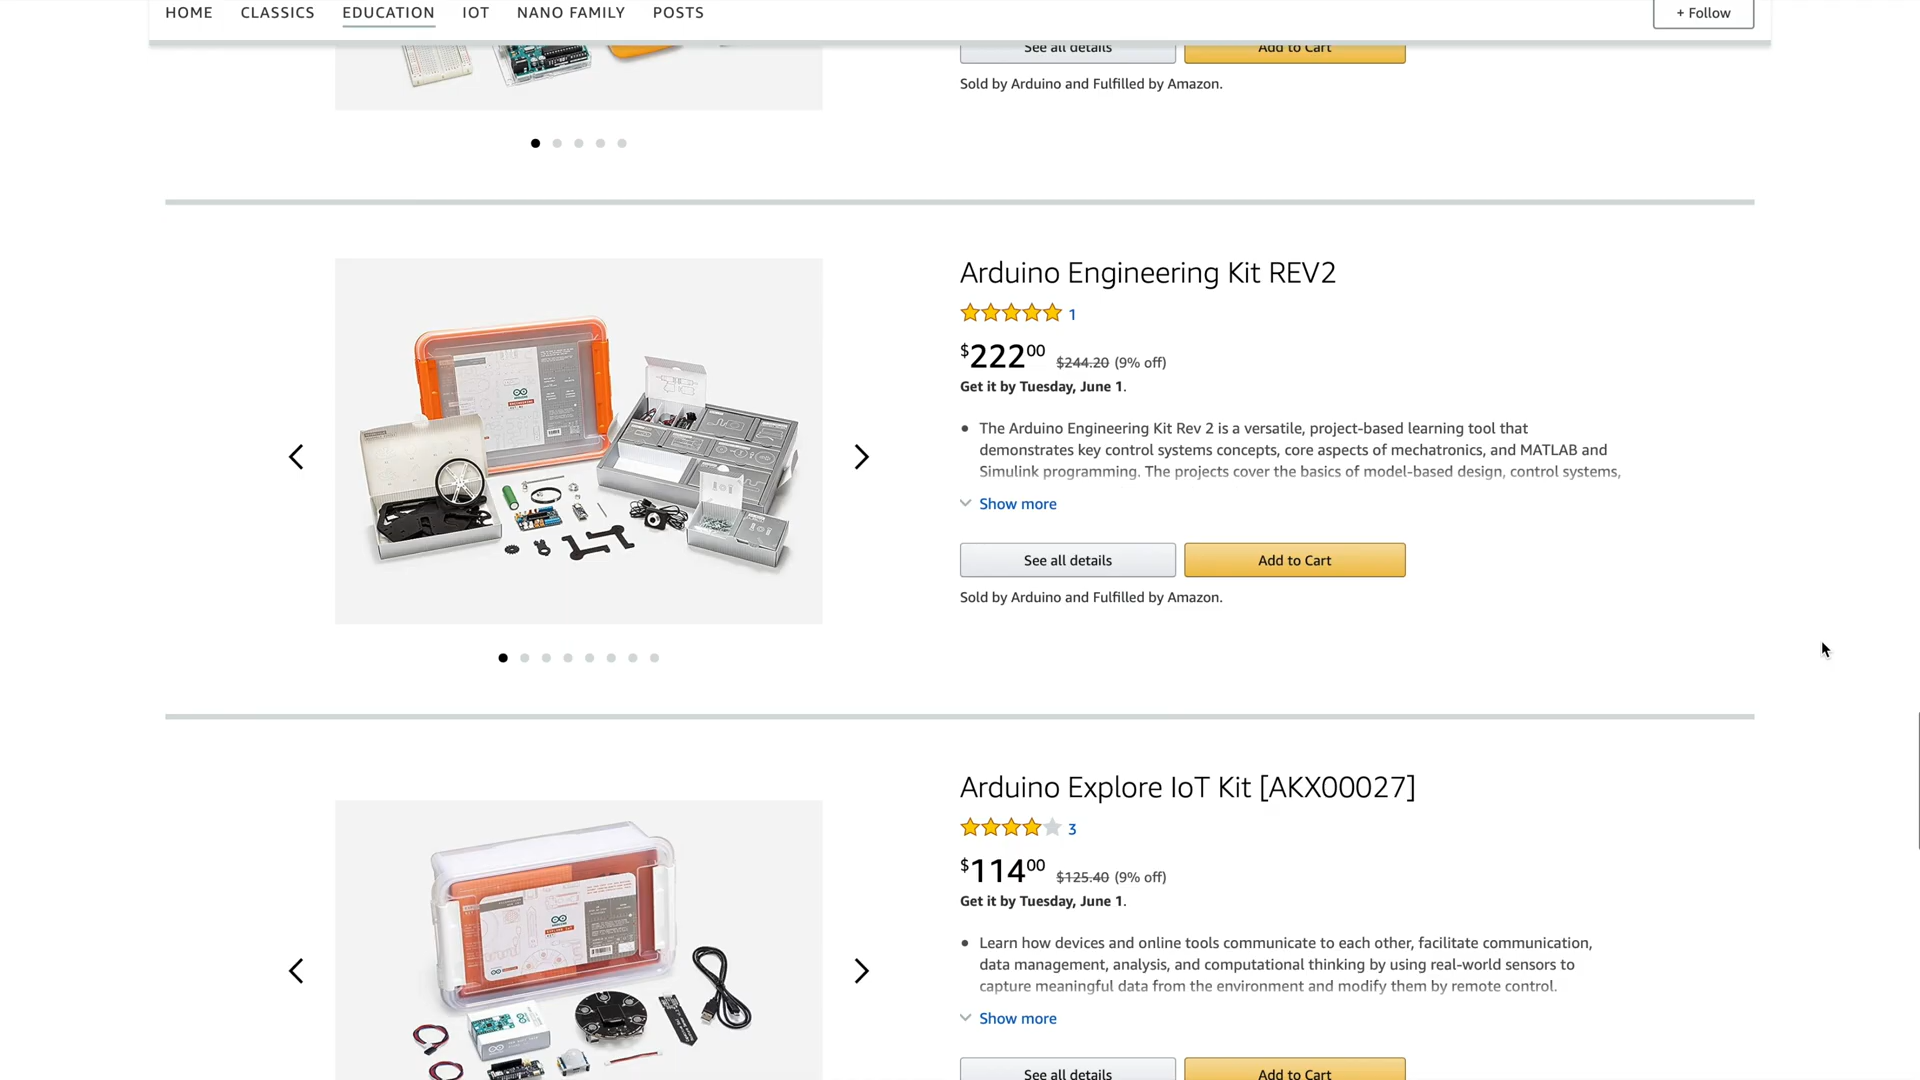 HOME CLASSICS EDUCATION IOT NANO FAMILY POSTS + Follow
See all details Add to Cart
Sold by Arduino and Fulfilled by Amazon.
Arduino Engineering Kit REV2
1
$22200 $244.20 (9% off)
Get it by Tuesday, June 1.
• The Arduino Engineering Kit Rev 2 is a versatile, project-based learning tool that
demonstrates key control systems concepts, core aspects of mechatronics, and MATLAB and
Simulink programming. The projects cover the basics of model-based design, control systems,
Show more
See all details Add to Cart
Sold by Arduino and Fulfilled by Amazon.
Arduino Explore IoT Kit [AKX00027]
3
$11400 $125.40 (9% off)
Get it by Tuesday, June 1.
• Learn how devices and online tools communicate to each other, facilitate communication,
data management, analysis, and computational thinking by using real-world sensors to
capture meaningful data from the environment and modify them by remote control.
Show more
See all details Add to Cart